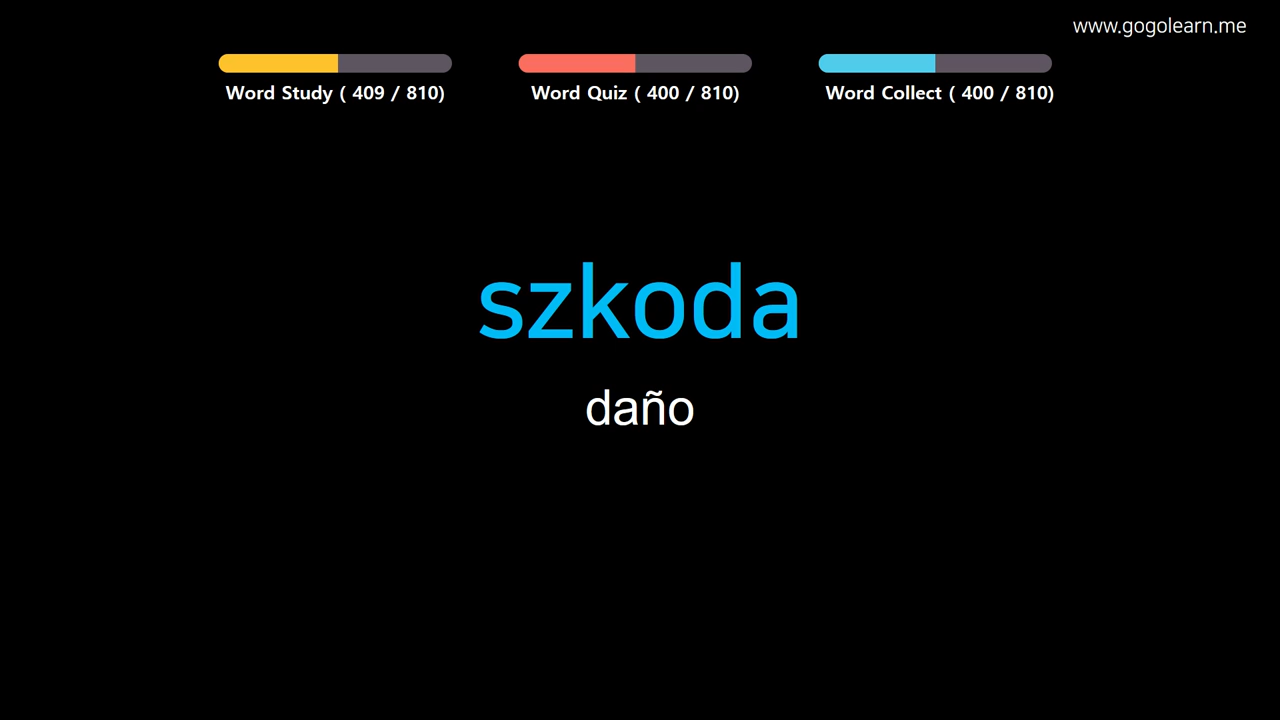 www.gogolearn.me
Word Study ( 409 / 810)
Word Quiz ( 400 / 810)
Word Collect ( 400 / 810)
szkoda
daño